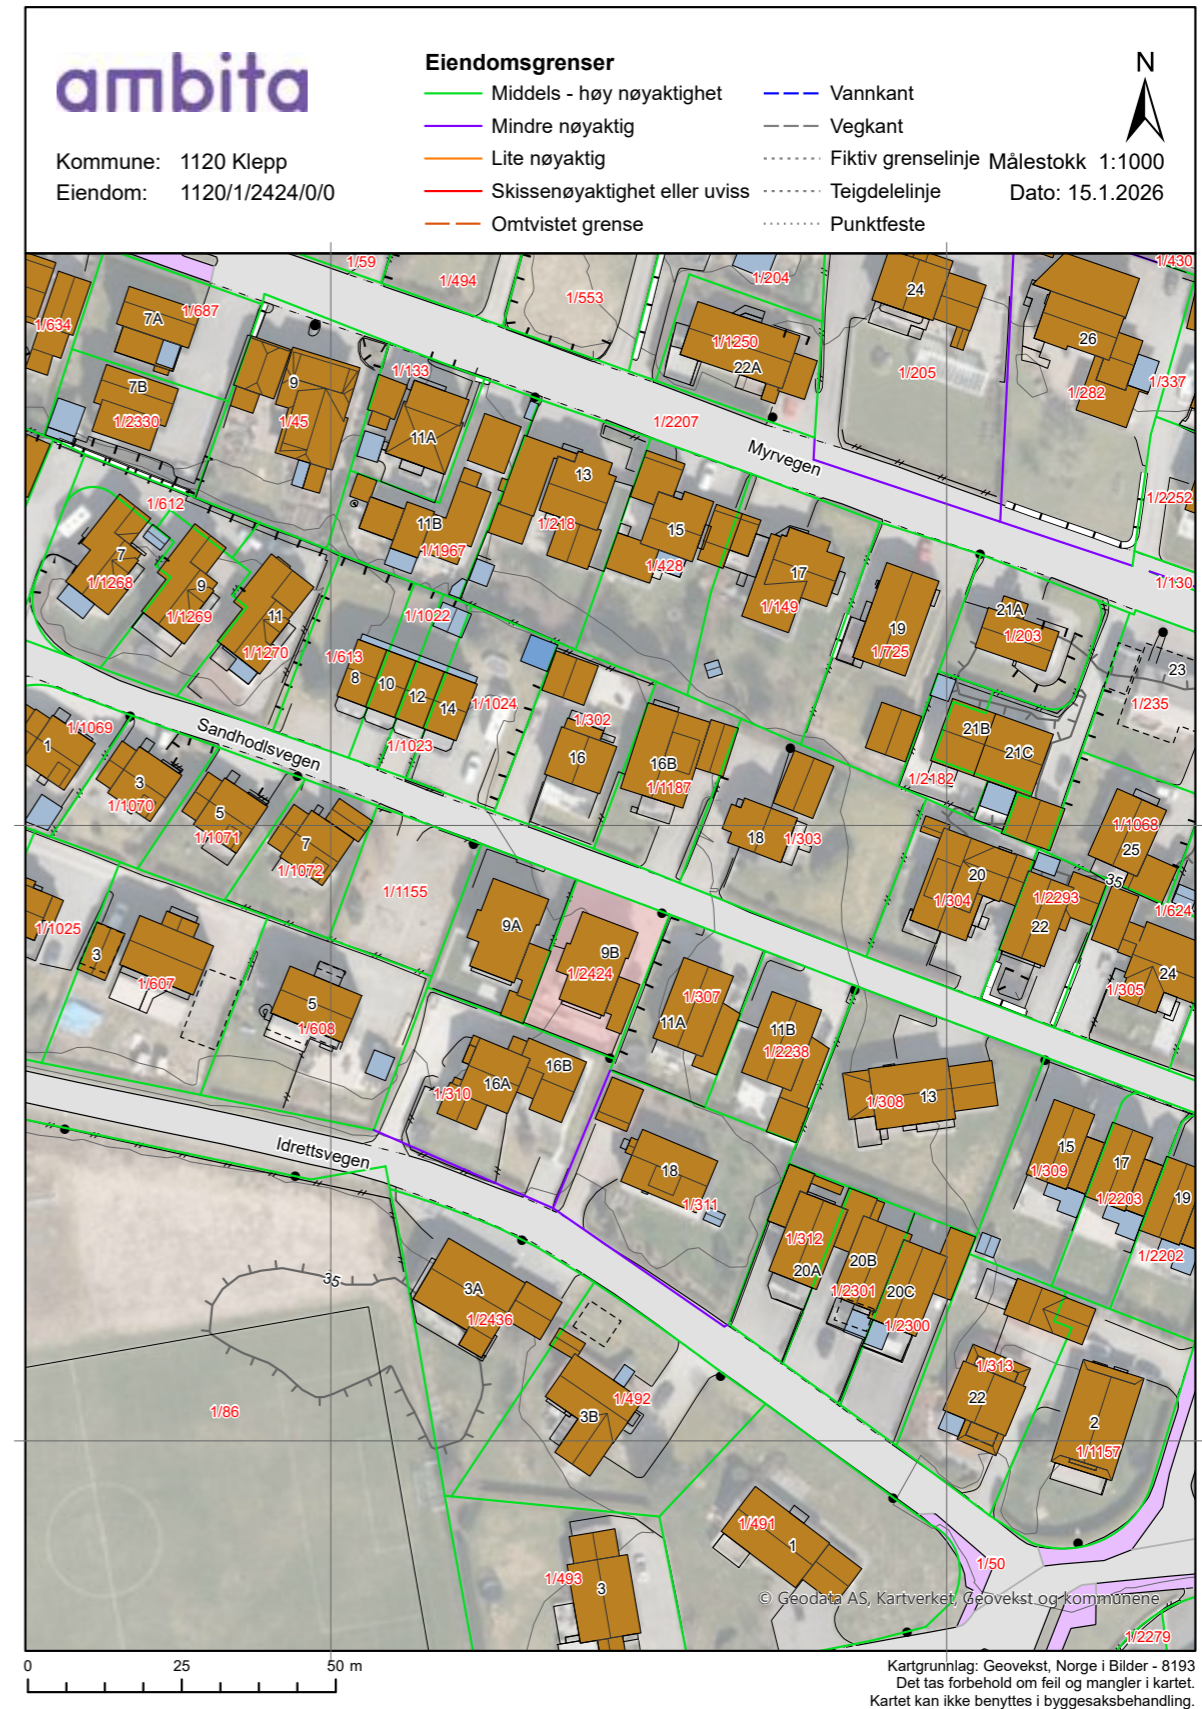 ambita
Kommune: 1120 Klepp
Eiendom: 1120/1/2424/0/0
Eiendomsgrenser
Middels - høy nøyaktighet
Mindre nøyaktig
Lite nøyaktig
Skissenøyaktighet eller uviss
Omtvistet grense
Vannkant
Vegkant
Fiktiv grenselinje
Teigdelelinje
Punktfeste
N
Målestokk 1:1000
Dato: 15.1.2026
1/59
1/494
1/553
1/204
24
1/430
1/634
7A
1/687
1/1250
22A
26
1/133
1/205
1/282
1/337
7B
1/2330
9
1/45
11A
1/2207
Myrvegen
13
1/612
11B
1/1967
1/218
15
1/428
1/2252
7
1/1268
9
1/1269
11
1/1270
17
1/149
1/130
1/1022
19
1/725
21A
1/203
23
1/235
1/613
8
10
12
14
1/1024
1/302
1/1023
16
16B
1/1187
21B
21C
1/2182
1/1069
1
Sandhodlsvegen
3
1/1070
5
1/1071
7
1/1072
18
1/303
1/1068
25
20
1/304
35
1/2293
22
1/624
1/1155
9A
9B
1/2424
1/1025
3
1/607
5
1/608
1/307
11A
11B
1/2238
24
1/305
16B
16A
1/310
1/308
13
Idrettsvegen
18
1/311
15
1/309
17
1/2203
19
1/2202
35
3A
1/2436
1/312
20A
20B
1/2301
20C
1/2300
1/86
1/492
3B
1/313
22
2
1/1157
1/491
1
1/50
1/493
3
© Geodata AS, Kartverket, Geovekst og kommunene
1/2279
0 25 50 m
Kartgrunnlag: Geovekst, Norge i Bilder - 8193
Det tas forbehold om feil og mangler i kartet.
Kartet kan ikke benyttes i byggesaksbehandling.